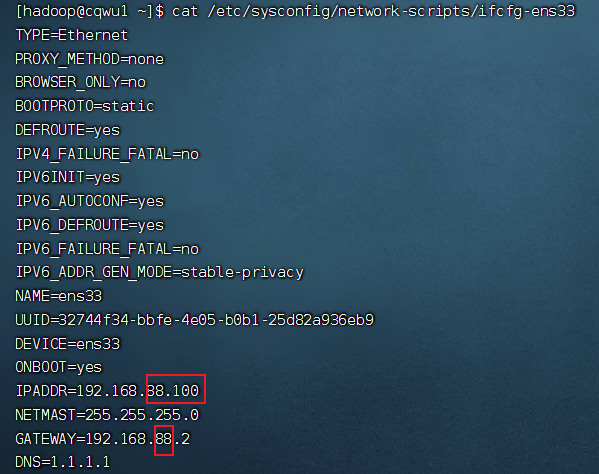 [hadoop@cqwu1 ~]$ cat /etc/sysconfig/network-scripts/ifcfg-ens33
TYPE=Ethernet
PROXY_METHOD=none
BROWSER_ONLY=no
BOOTPROTO=static
DEFROUTE=yes
IPV4_FAILURE_FATAL=no
IPV6INIT=yes
IPV6_AUTOCONF=yes
IPV6_DEFROUTE=yes
IPV6_FAILURE_FATAL=no
IPV6_ADDR_GEN_MODE=stable-privacy
NAME=ens33
UUID=32744f34-bbfe-4e05-b0b1-25d82a936eb9
DEVICE=ens33
ONBOOT=yes
IPADDR=192.168.88.100
NETMAST=255.255.255.0
GATEWAY=192.168.88.2
DNS=1.1.1.1